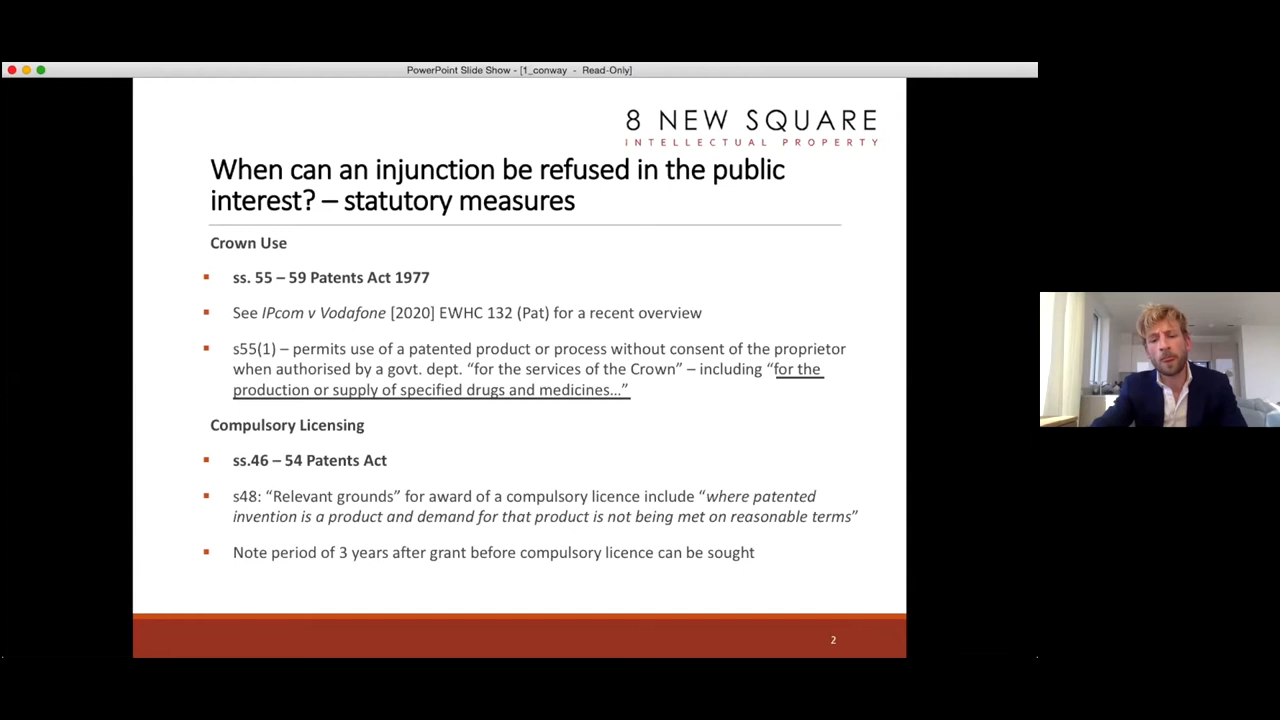 PowerPoint Slide Show - [1_conway - Read-Only]
8 NEW SQUARE
INTELLECTUAL PROPERTY
When can an injunction be refused in the public
interest? – statutory measures
Crown Use
ss. 55 – 59 Patents Act 1977
See IPcom v Vodafone [2020] EWHC 132 (Pat) for a recent overview
s55(1) – permits use of a patented product or process without consent of the proprietor
when authorised by a govt. dept. “for the services of the Crown” – including “for the
production or supply of specified drugs and medicines…”
Compulsory Licensing
ss.46 – 54 Patents Act
s48: “Relevant grounds” for award of a compulsory licence include “where patented
invention is a product and demand for that product is not being met on reasonable terms”
Note period of 3 years after grant before compulsory licence can be sought
2